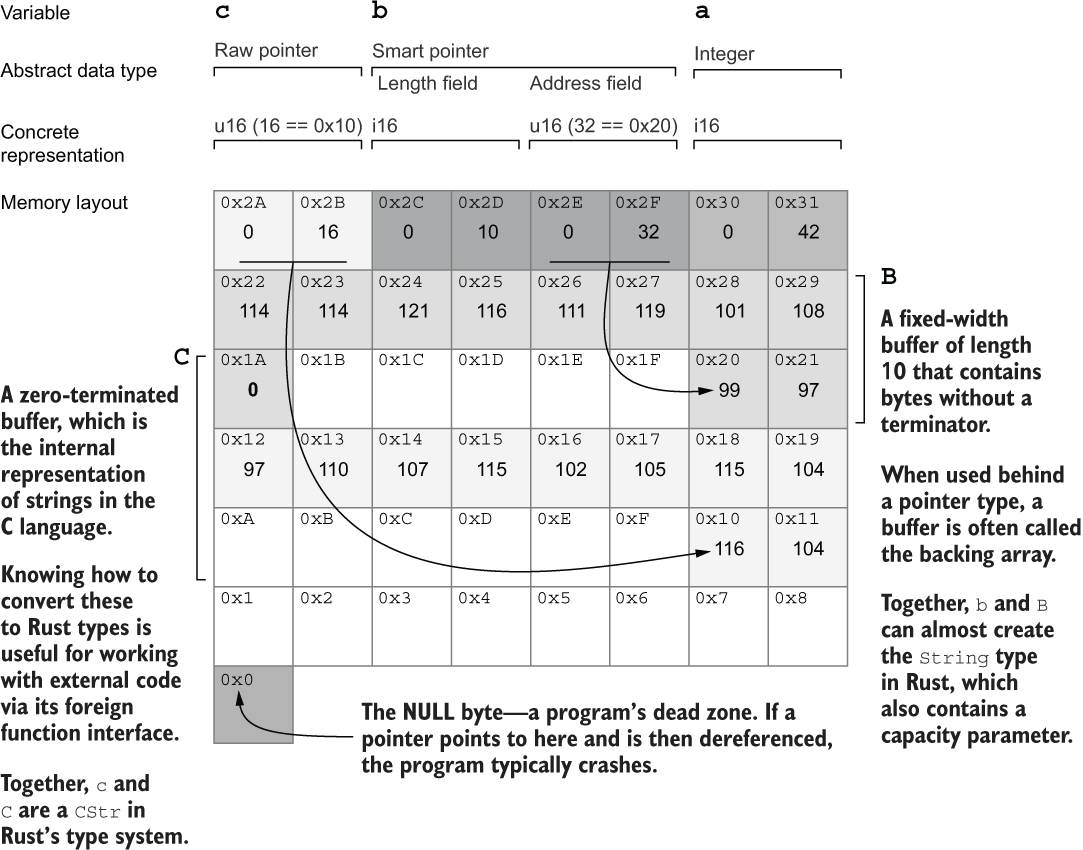 Variable c b a
Abstract data type Raw pointer Smart pointer Integer
Length field Address field
Concrete representation u16 (16 == 0x10) i16 u16 (32 == 0x20) i16
Memory layout
0x2A 0x2B 0x2C 0x2D 0x2E 0x2F 0x30 0x31
0 16 0 10 0 32 0 42
0x22 0x23 0x24 0x25 0x26 0x27 0x28 0x29
114 114 121 116 111 119 101 108
0x1A 0x1B 0x1C 0x1D 0x1E 0x1F 0x20 0x21
0 99 97
0x12 0x13 0x14 0x15 0x16 0x17 0x18 0x19
97 110 107 115 102 105 115 104
0xA 0xB 0xC 0xD 0xE 0xF 0x10 0x11
116 104
0x1 0x2 0x3 0x4 0x5 0x6 0x7 0x8
0x0
C
A zero-terminated
buffer, which is
the internal
representation
of strings in the
C language.
Knowing how to
convert these
to Rust types is
useful for working
with external code
via its foreign
function interface.
Together, c and
C are a CStr in
Rust's type system.
The NULL byte—a program's dead zone. If a
pointer points to here and is then dereferenced,
the program typically crashes.
B
A fixed-width
buffer of length
10 that contains
bytes without a
terminator.
When used behind
a pointer type, a
buffer is often called
the backing array.
Together, b and B
can almost create
the String type
in Rust, which
also contains a
capacity parameter.